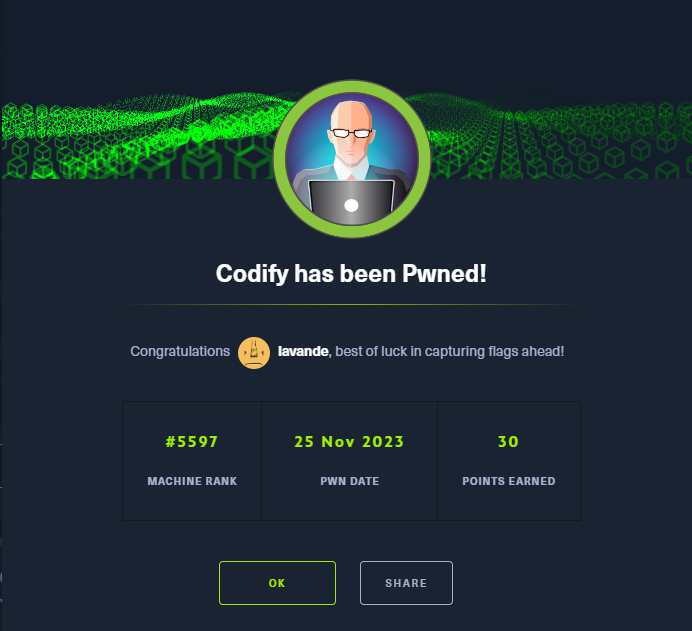 Codify has been Pwned!
Congratulations lavande, best of luck in capturing flags ahead!
#5597 25 Nov 2023 30
MACHINE RANK PWN DATE POINTS EARNED
OK SHARE